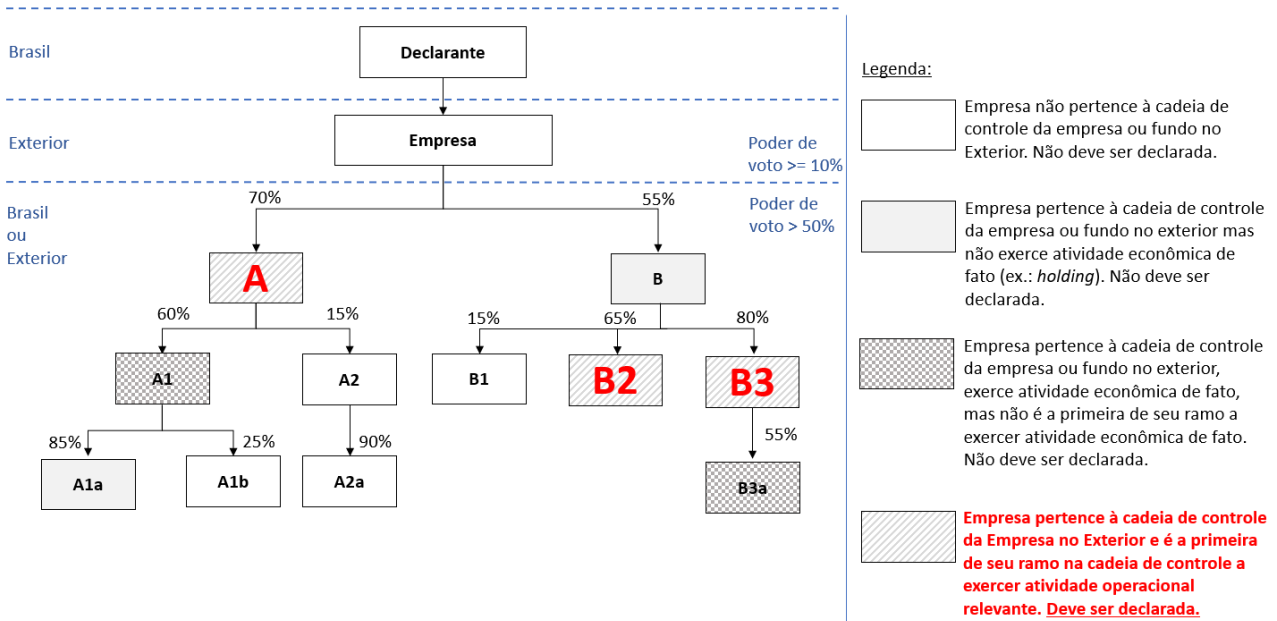 Brasil
Declarante
Exterior
Empresa
Poder de
voto >= 10%
Brasil
ou
Exterior
70%
55%
Poder de
voto > 50%
A
B
60%
15%
15%
65%
80%
A1
A2
B1
B2
B3
85%
25%
90%
55%
A1a
A1b
A2a
B3a
Legenda:
Empresa não pertence à cadeia de
controle da empresa ou fundo no
Exterior. Não deve ser declarada.
Empresa pertence à cadeia de controle
da empresa ou fundo no exterior mas
não exerce atividade econômica de
fato (ex.: holding). Não deve ser
declarada.
Empresa pertence à cadeia de controle
da empresa ou fundo no exterior,
exerce atividade econômica de fato,
mas não é a primeira de seu ramo a
exercer atividade econômica de fato.
Não deve ser declarada.
Empresa pertence à cadeia de controle
da Empresa no Exterior e é a primeira
de seu ramo na cadeia de controle a
exercer atividade operacional
relevante. Deve ser declarada.